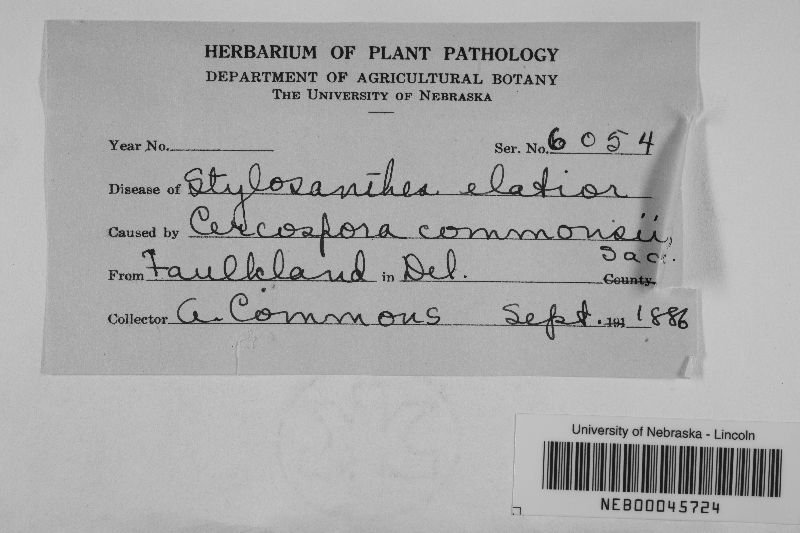 HERBARIUM OF PLANT PATHOLOGY
DEPARTMENT OF AGRICULTURAL BOTANY
THE UNIVERSITY OF NEBRASKA
Year No. Ser. No. 6054
Disease of Stylosanthes elatior
Caused by Cercospora commonsii,
Sac.
From Faulkland in Del. County.
Collector A. Commons Sept. 191 1886
University of Nebraska - Lincoln
NEB00045724